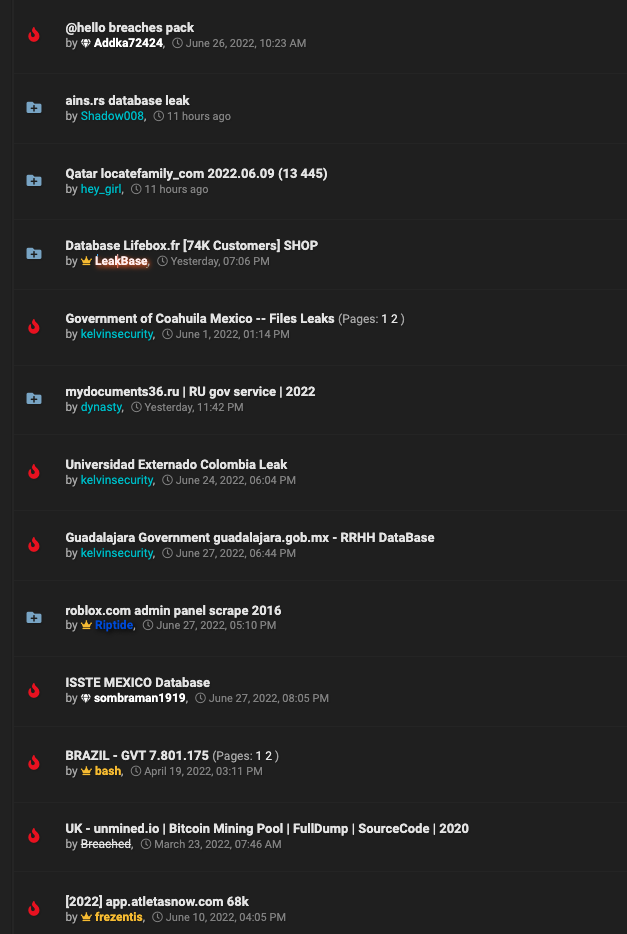 @hello breaches pack
by Addka72424, June 26, 2022, 10:23 AM
ains.rs database leak
by Shadow008, 11 hours ago
Qatar locatefamily_com 2022.06.09 (13 445)
by hey_girl, 11 hours ago
Database Lifebox.fr [74K Customers] SHOP
by LeakBase, Yesterday, 07:06 PM
Government of Coahuila Mexico -- Files Leaks (Pages: 1 2 )
by kelvinsecurity, June 1, 2022, 01:14 PM
mydocuments36.ru | RU gov service | 2022
by dynasty, Yesterday, 11:42 PM
Universidad Externado Colombia Leak
by kelvinsecurity, June 24, 2022, 06:04 PM
Guadalajara Government guadalajara.gob.mx - RRHH DataBase
by kelvinsecurity, June 27, 2022, 06:44 PM
roblox.com admin panel scrape 2016
by Riptide, June 27, 2022, 05:10 PM
ISSTE MEXICO Database
by sombraman1919, June 27, 2022, 08:05 PM
BRAZIL - GVT 7.801.175 (Pages: 1 2 )
by bash, April 19, 2022, 03:11 PM
UK - unmined.io | Bitcoin Mining Pool | FullDump | SourceCode | 2020
by Breached, March 23, 2022, 07:46 AM
[2022] app.atletasnow.com 68k
by frezentis, June 10, 2022, 04:05 PM